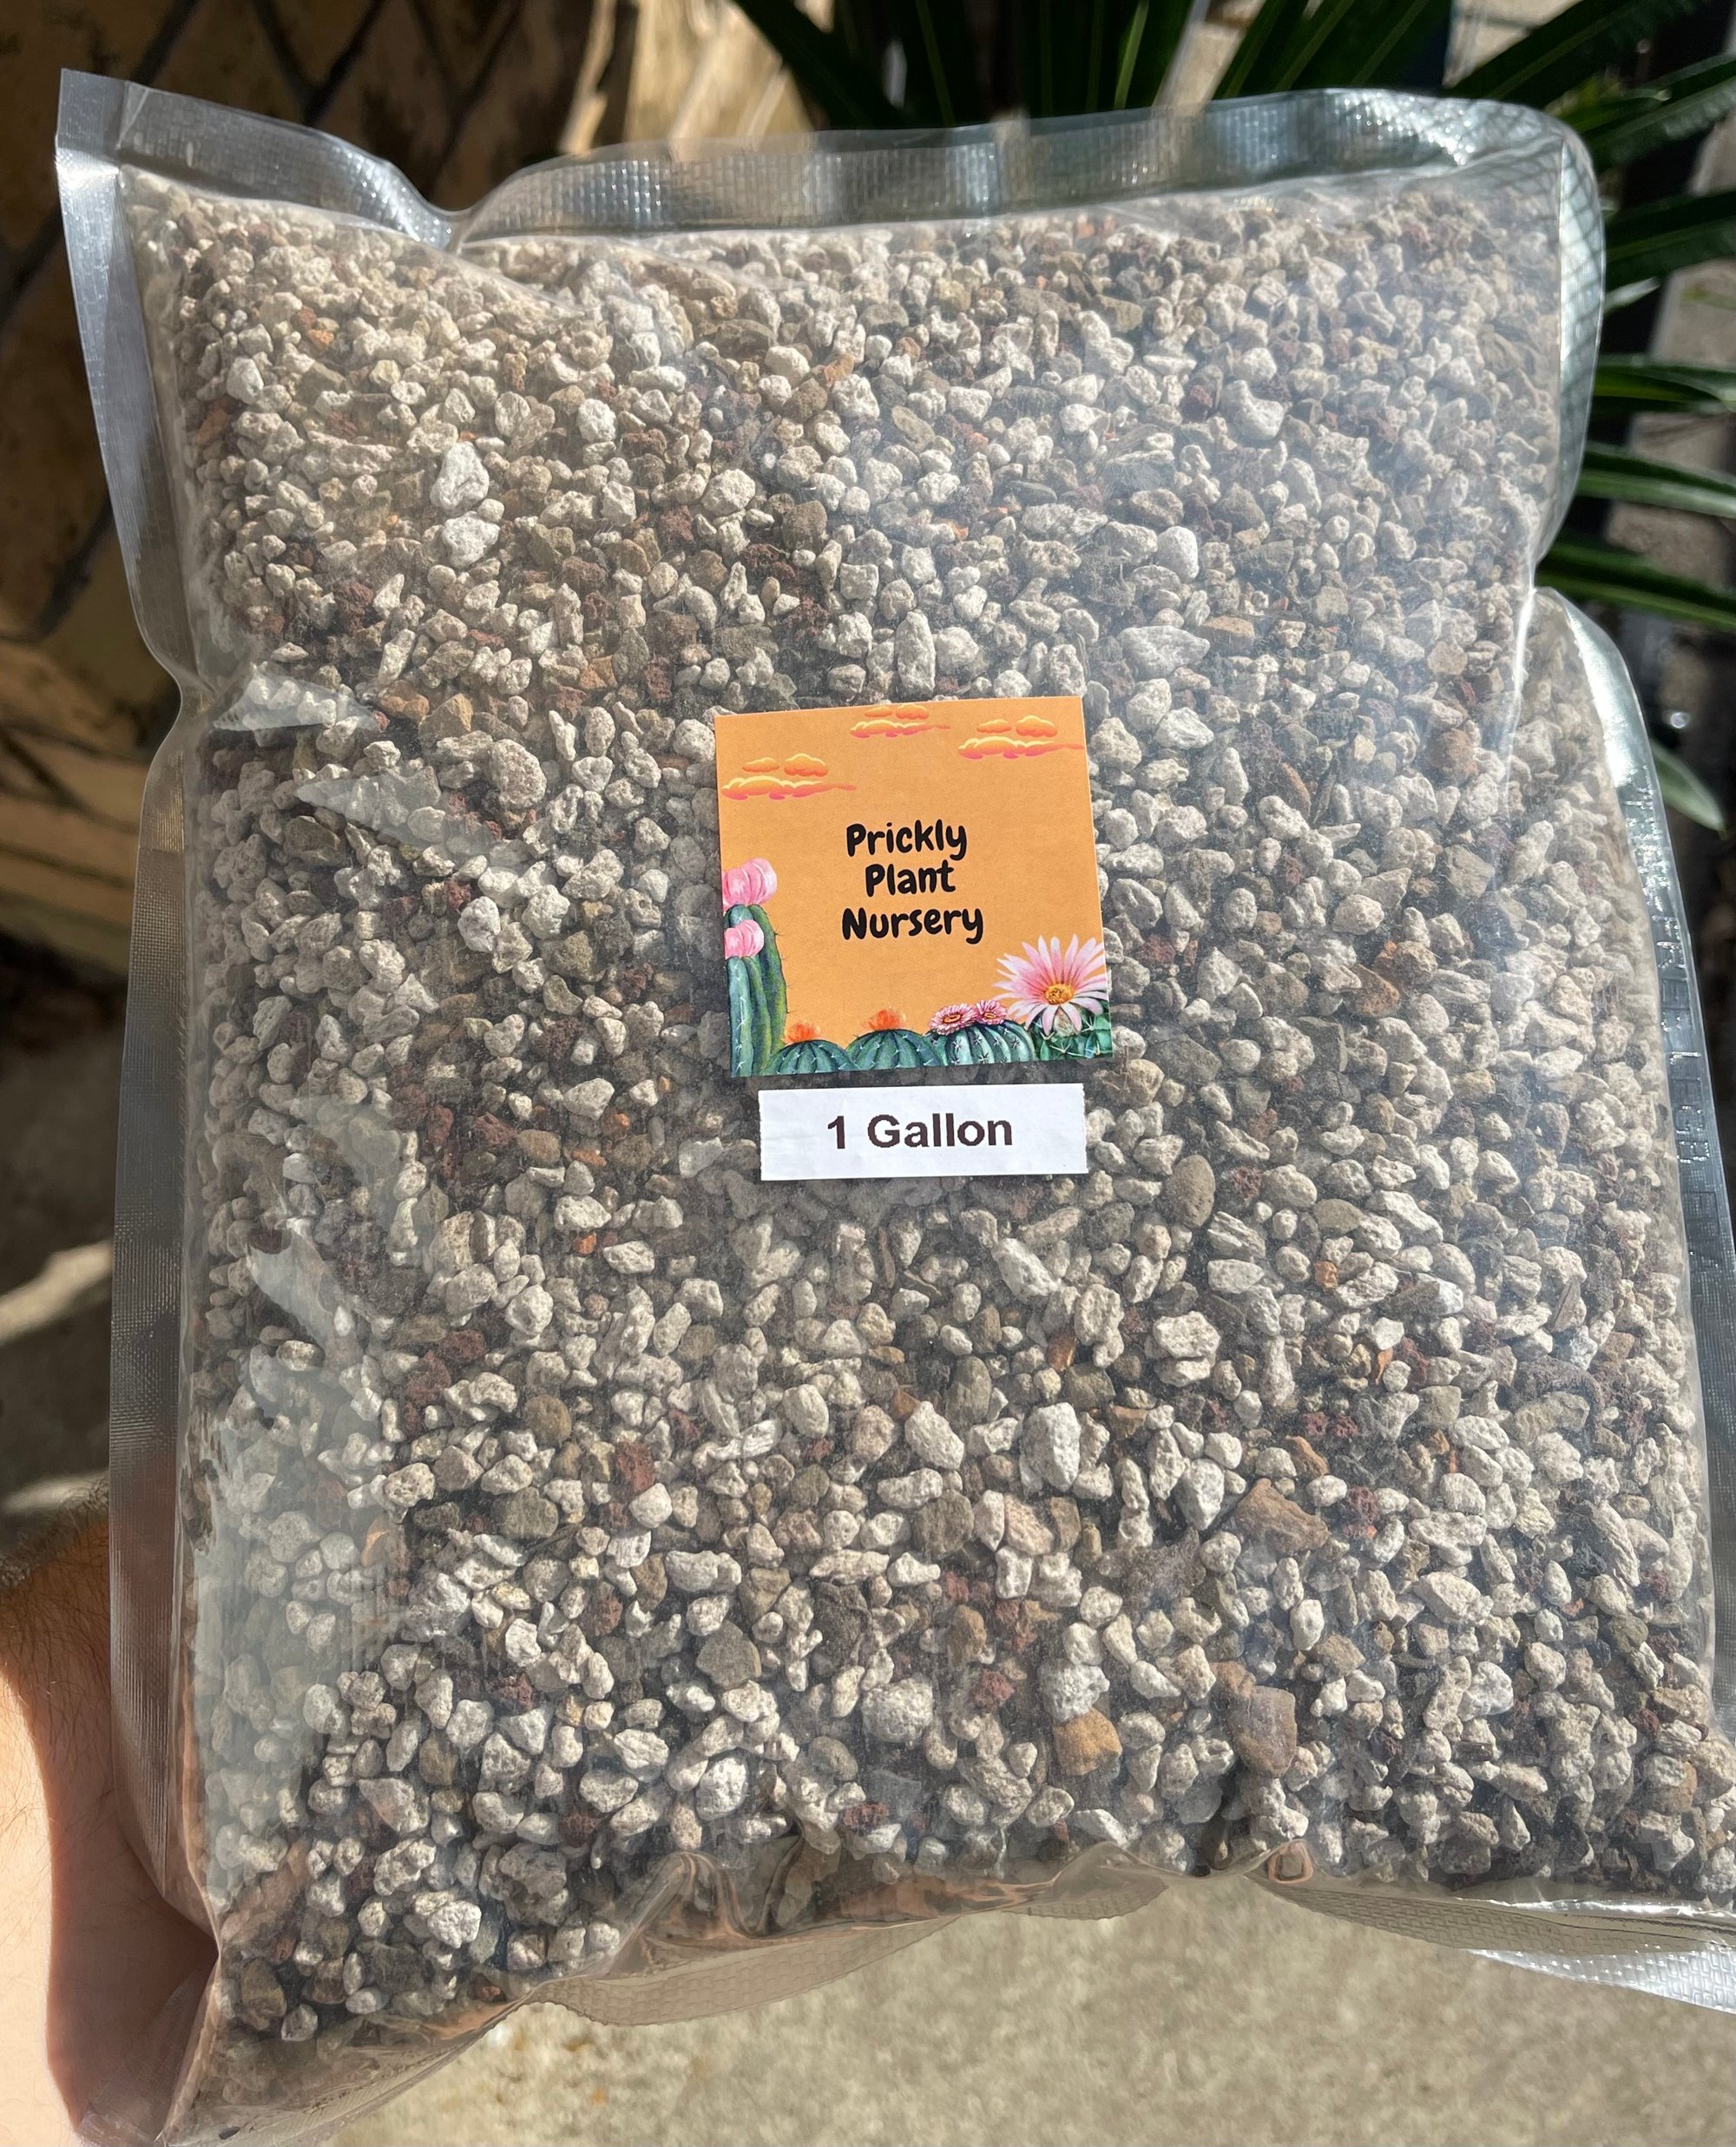 Prickly
Plant
Nursery
1 Gallon